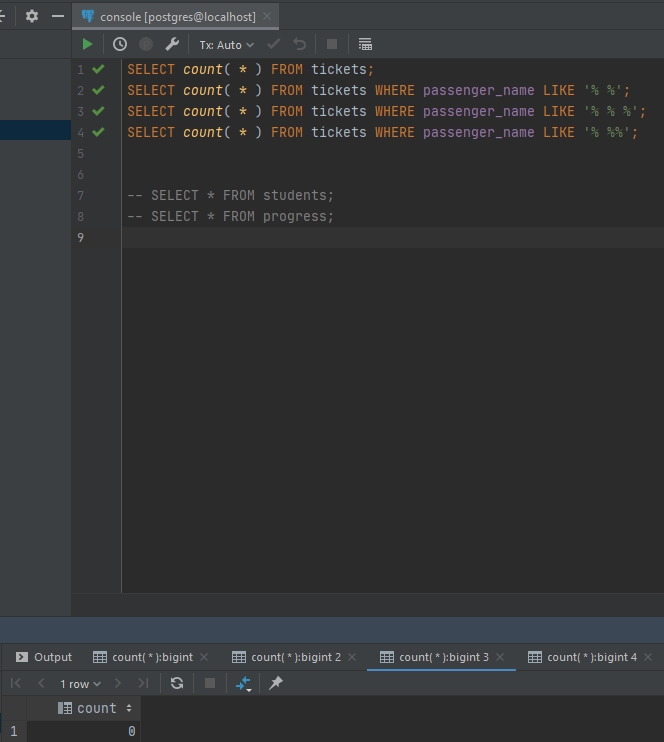 console [postgres@localhost]
Tx: Auto
1 SELECT count( * ) FROM tickets;
2 SELECT count( * ) FROM tickets WHERE passenger_name LIKE '% %';
3 SELECT count( * ) FROM tickets WHERE passenger_name LIKE '% % %';
4 SELECT count( * ) FROM tickets WHERE passenger_name LIKE '% %%';
5
6
7 -- SELECT * FROM students;
8 -- SELECT * FROM progress;
9
Output count( * ):bigint count( * ):bigint 2 count( * ):bigint 3 count( * ):bigint 4
1 row
count
1 0